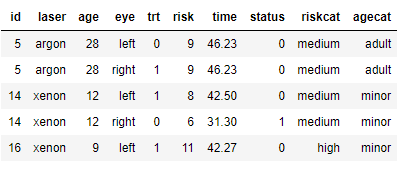 id laser age eye trt risk time status riskcat agecat
5 argon 28 left 0 9 46.23 0 medium adult
5 argon 28 right 1 9 46.23 0 medium adult
14 xenon 12 left 1 8 42.50 0 medium minor
14 xenon 12 right 0 6 31.30 1 medium minor
16 xenon 9 left 1 11 42.27 0 high minor